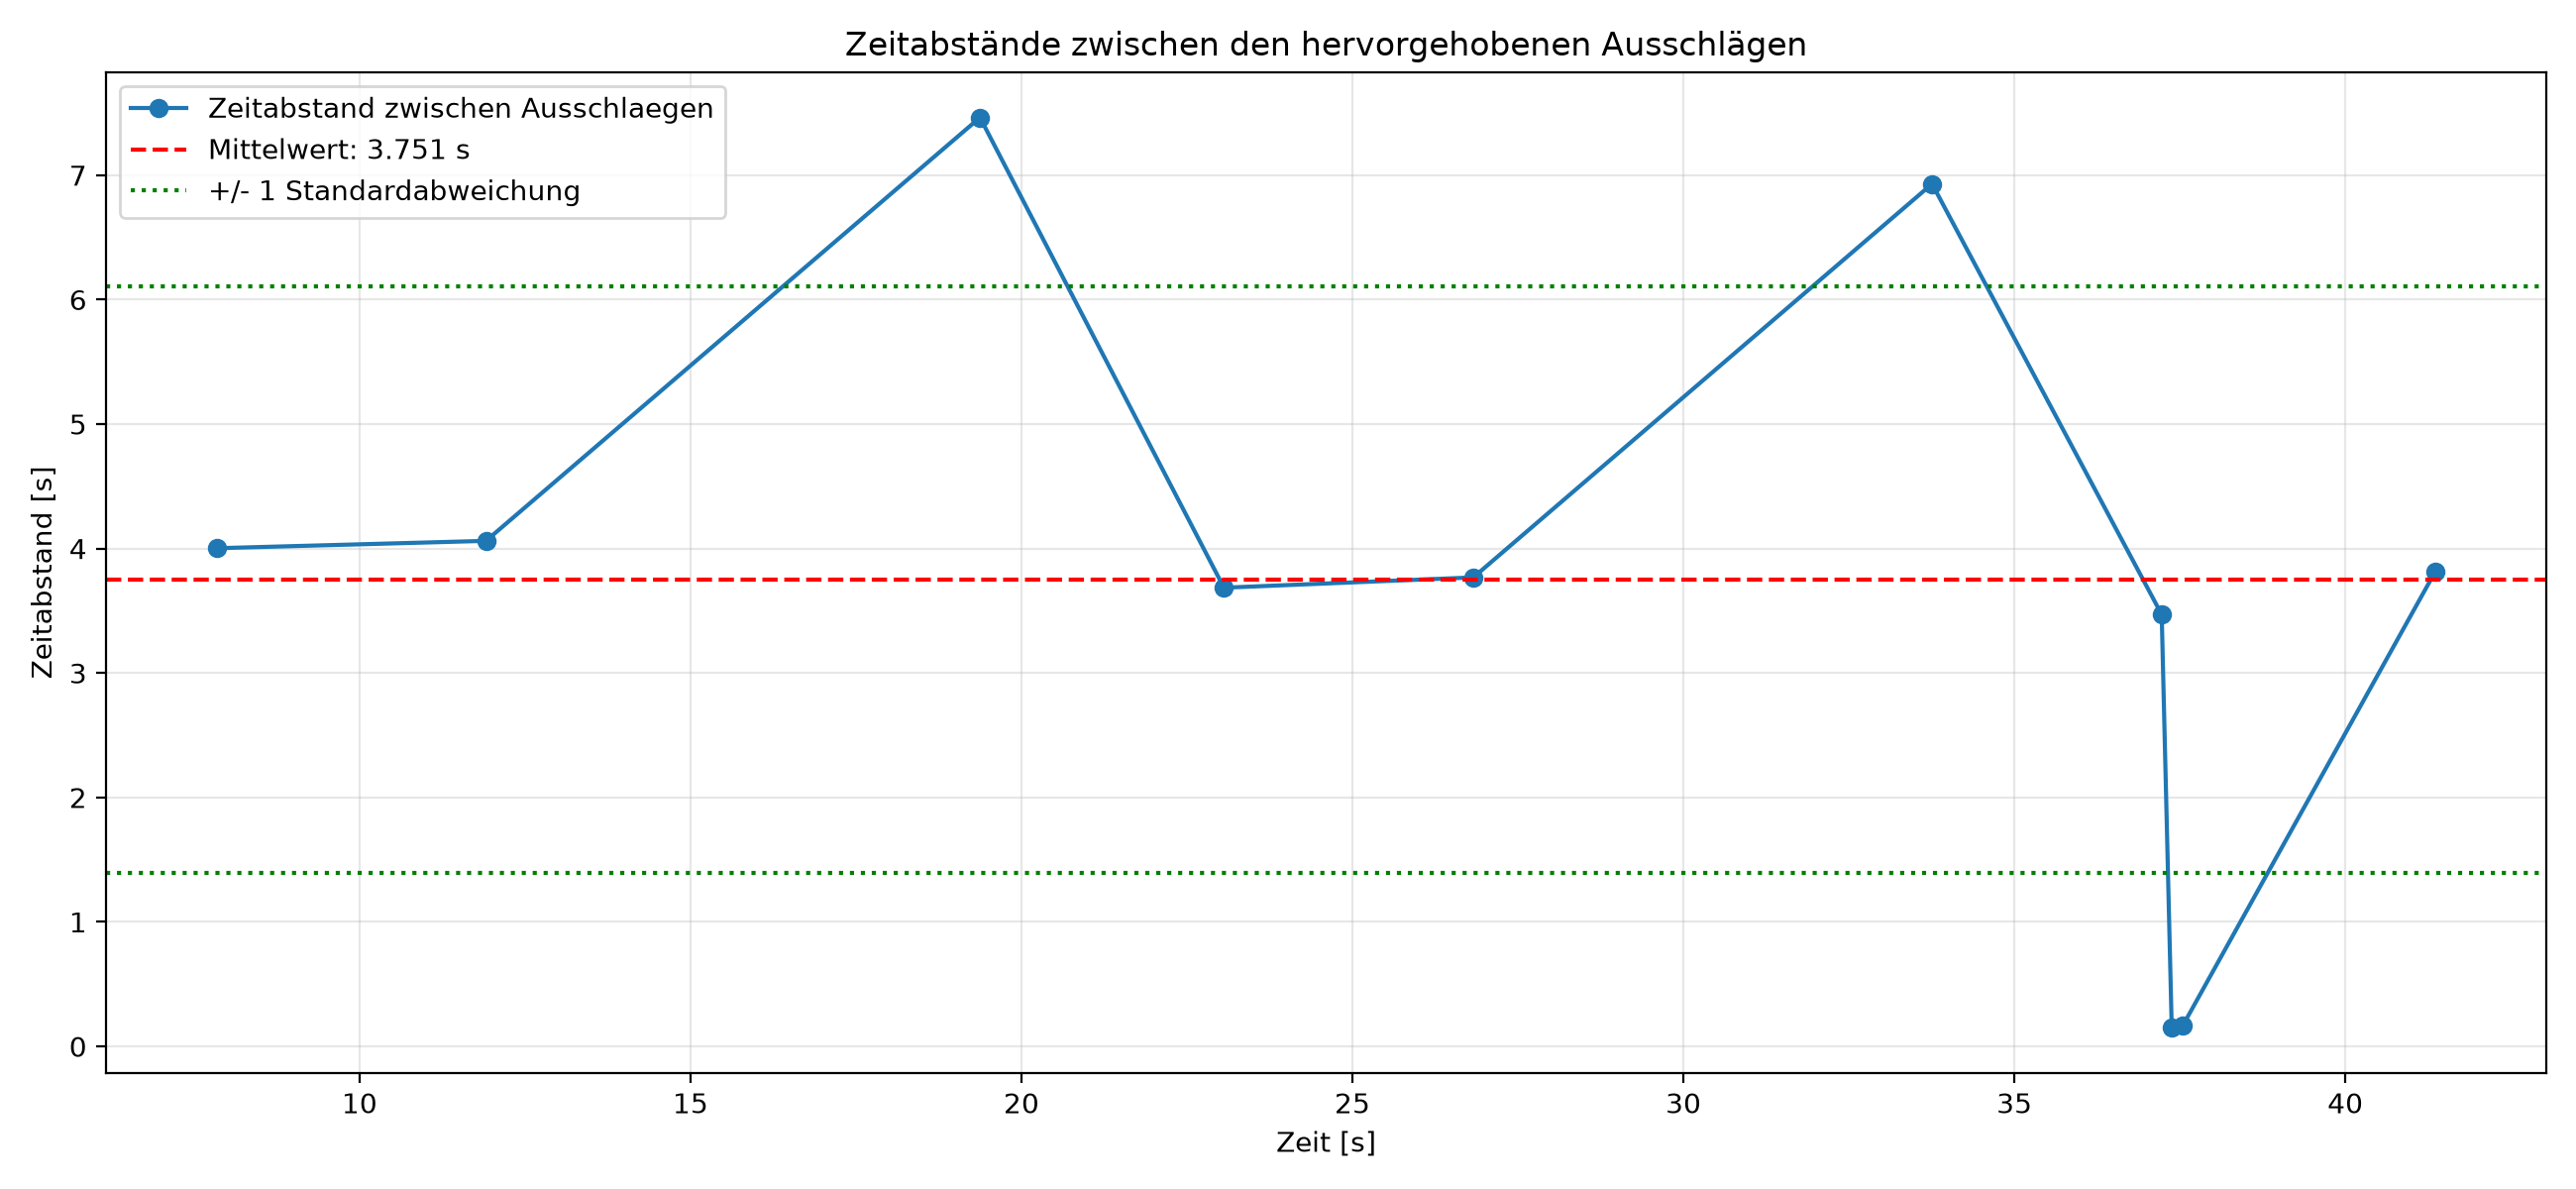 Zeitabstände zwischen den hervorgehobenen Ausschlägen
Zeitabstand zwischen Ausschlaegen
Mittelwert: 3.751 s
+/- 1 Standardabweichung
Zeitabstand [s]
7
6
5
4
3
2
1
0
10 15 20 25 30 35 40
Zeit [s]